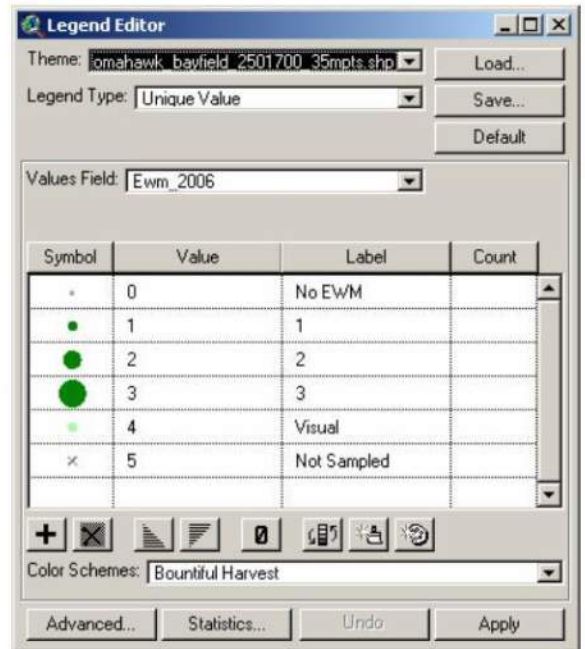 Legend Editor
Theme: omahawk_bayfield_2501700_35mpts.shp
Load...
Legend Type: Unique Value
Save...
Default
Values Field: Ewm_2006
Symbol Value Label Count
0 No EWM
1 1
2 2
3 3
4 Visual
5 Not Sampled
0
Color Schemes: Bountiful Harvest
Advanced... Statistics... Undo Apply